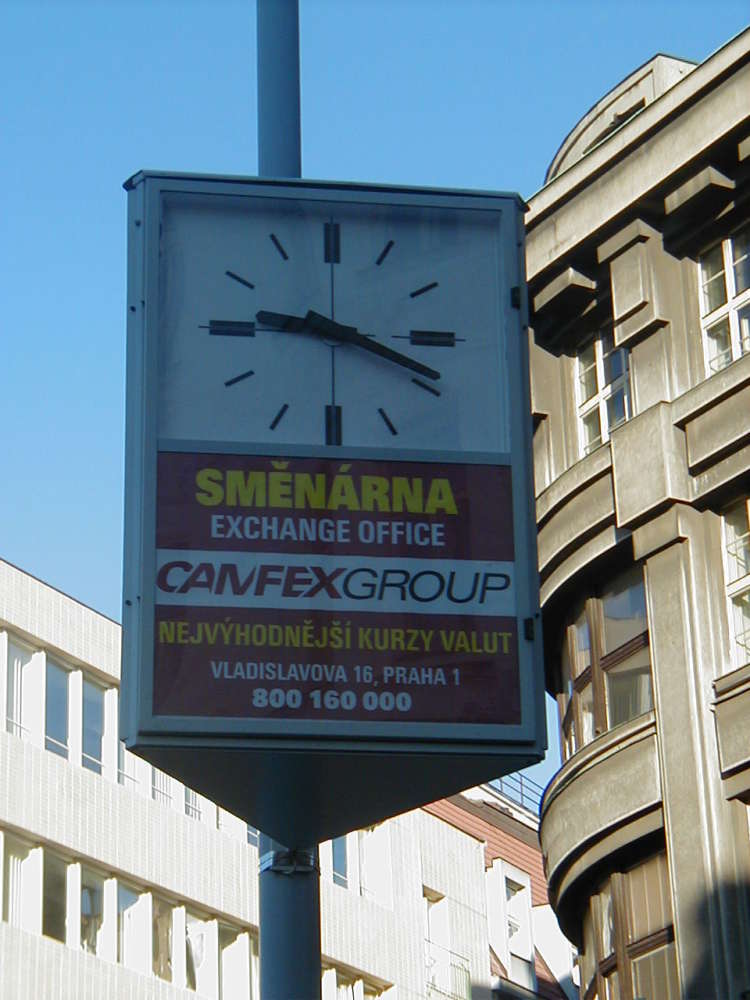 SMĚNÁRNA
EXCHANGE OFFICE
CAMFEXGROUP
NEJVÝHODNĚJŠÍ KURZY VALUT
VLADISLAVOVA 16, PRAHA 1
800 160 000